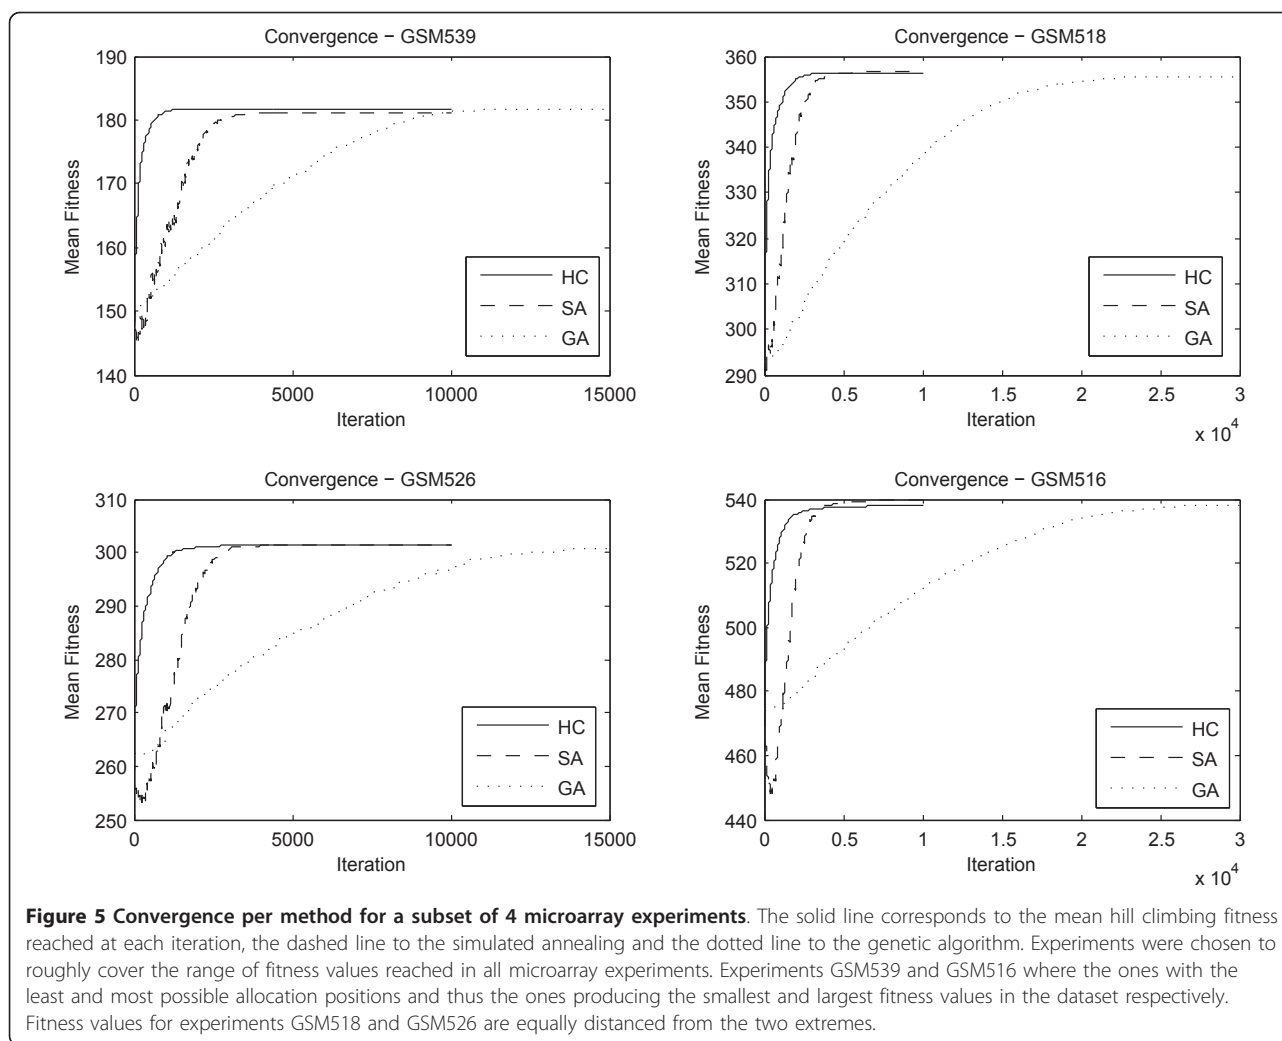 Convergence − GSM539
190
180
170
160
150
140
Mean Fitness
0 5000 10000 15000
Iteration
HC
SA
GA
Convergence − GSM518
360
350
340
330
320
310
300
290
Mean Fitness
0 0.5 1 1.5 2 2.5 3
Iteration
x 10^4
HC
SA
GA
Convergence − GSM526
310
300
290
280
270
260
250
Mean Fitness
0 5000 10000 15000
Iteration
HC
SA
GA
Convergence − GSM516
540
520
500
480
460
440
Mean Fitness
0 0.5 1 1.5 2 2.5 3
Iteration
x 10^4
HC
SA
GA
Figure 5 Convergence per method for a subset of 4 microarray experiments. The solid line corresponds to the mean hill climbing fitness
reached at each iteration, the dashed line to the simulated annealing and the dotted line to the genetic algorithm. Experiments were chosen to
roughly cover the range of fitness values reached in all microarray experiments. Experiments GSM539 and GSM516 where the ones with the
least and most possible allocation positions and thus the ones producing the smallest and largest fitness values in the dataset respectively.
Fitness values for experiments GSM518 and GSM526 are equally distanced from the two extremes.